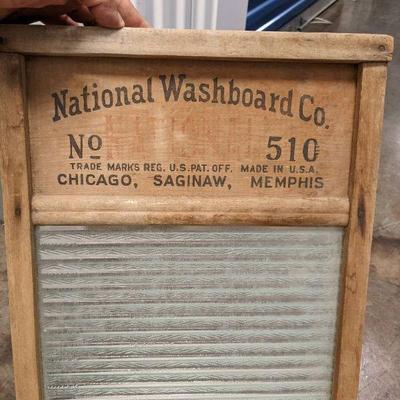 National Washboard Co.
No 510
TRADE MARKS REG. U.S. PAT. OFF. MADE IN U.S.A.
CHICAGO, SAGINAW, MEMPHIS